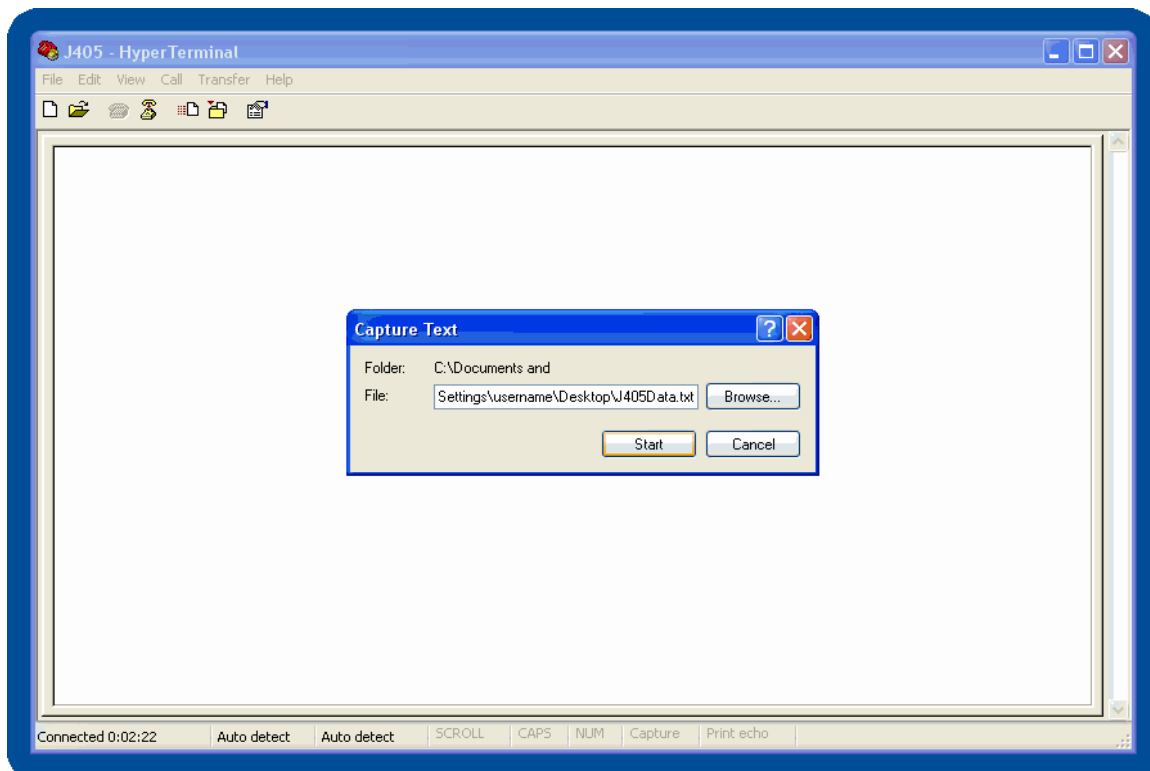 J405 - HyperTerminal
File Edit View Call Transfer Help
Capture Text
Folder: C:\Documents and
File: Settings\username\Desktop\J405Data.txt Browse...
Start Cancel
Connected 0:02:22 Auto detect Auto detect SCROLL CAPS NUM Capture Print echo